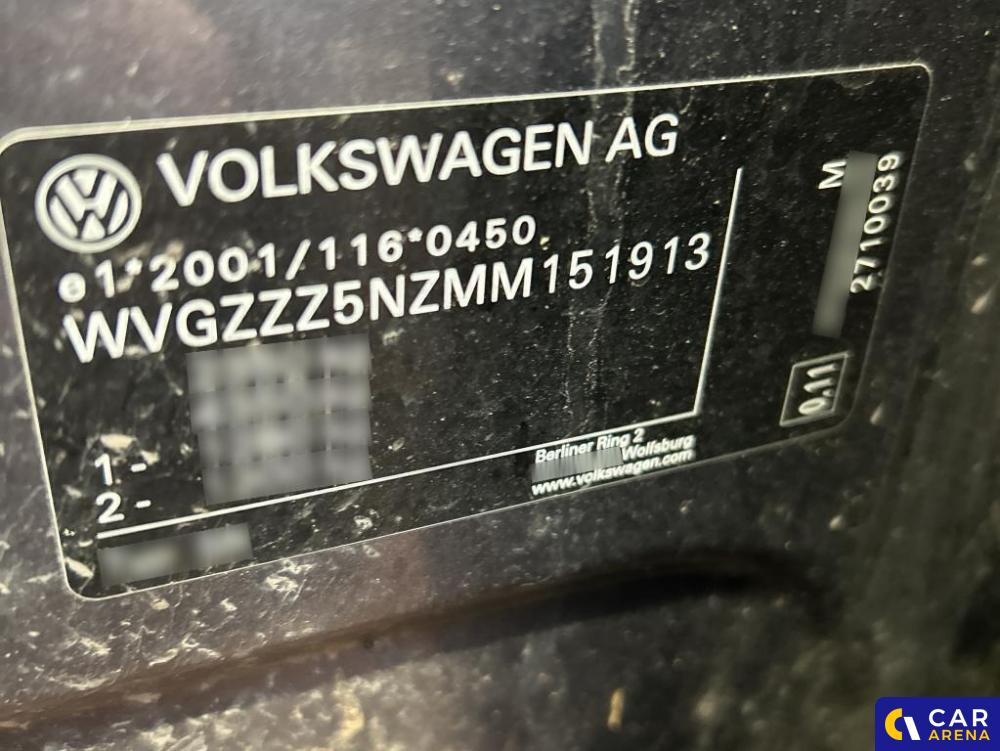 VOLKSWAGEN AG
e1*2001/116*0450
WVGZZZ5NZMM151913
1 -
2 -
Berliner Ring 2
Wolfsburg
www.volkswagen.com
M
2710039
0,11
CAR
ARENA